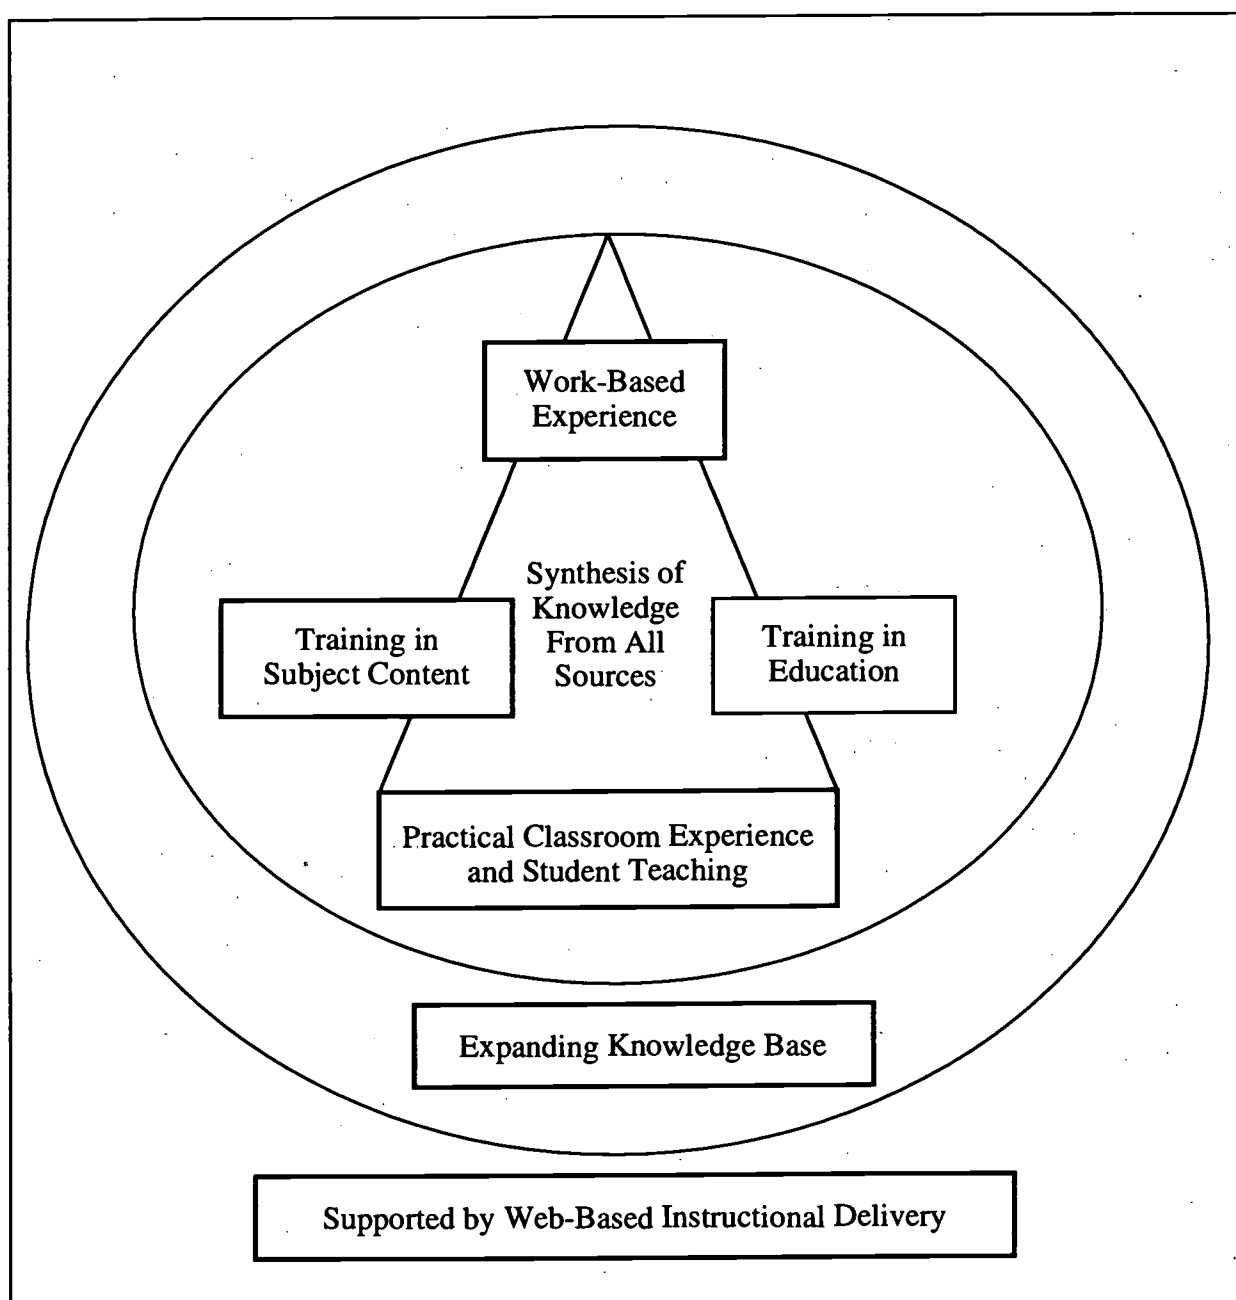 Work-Based
Experience
Synthesis of
Knowledge
From All
Sources
Training in
Subject Content
Training in
Education
Practical Classroom Experience
and Student Teaching
Expanding Knowledge Base
Supported by Web-Based Instructional Delivery